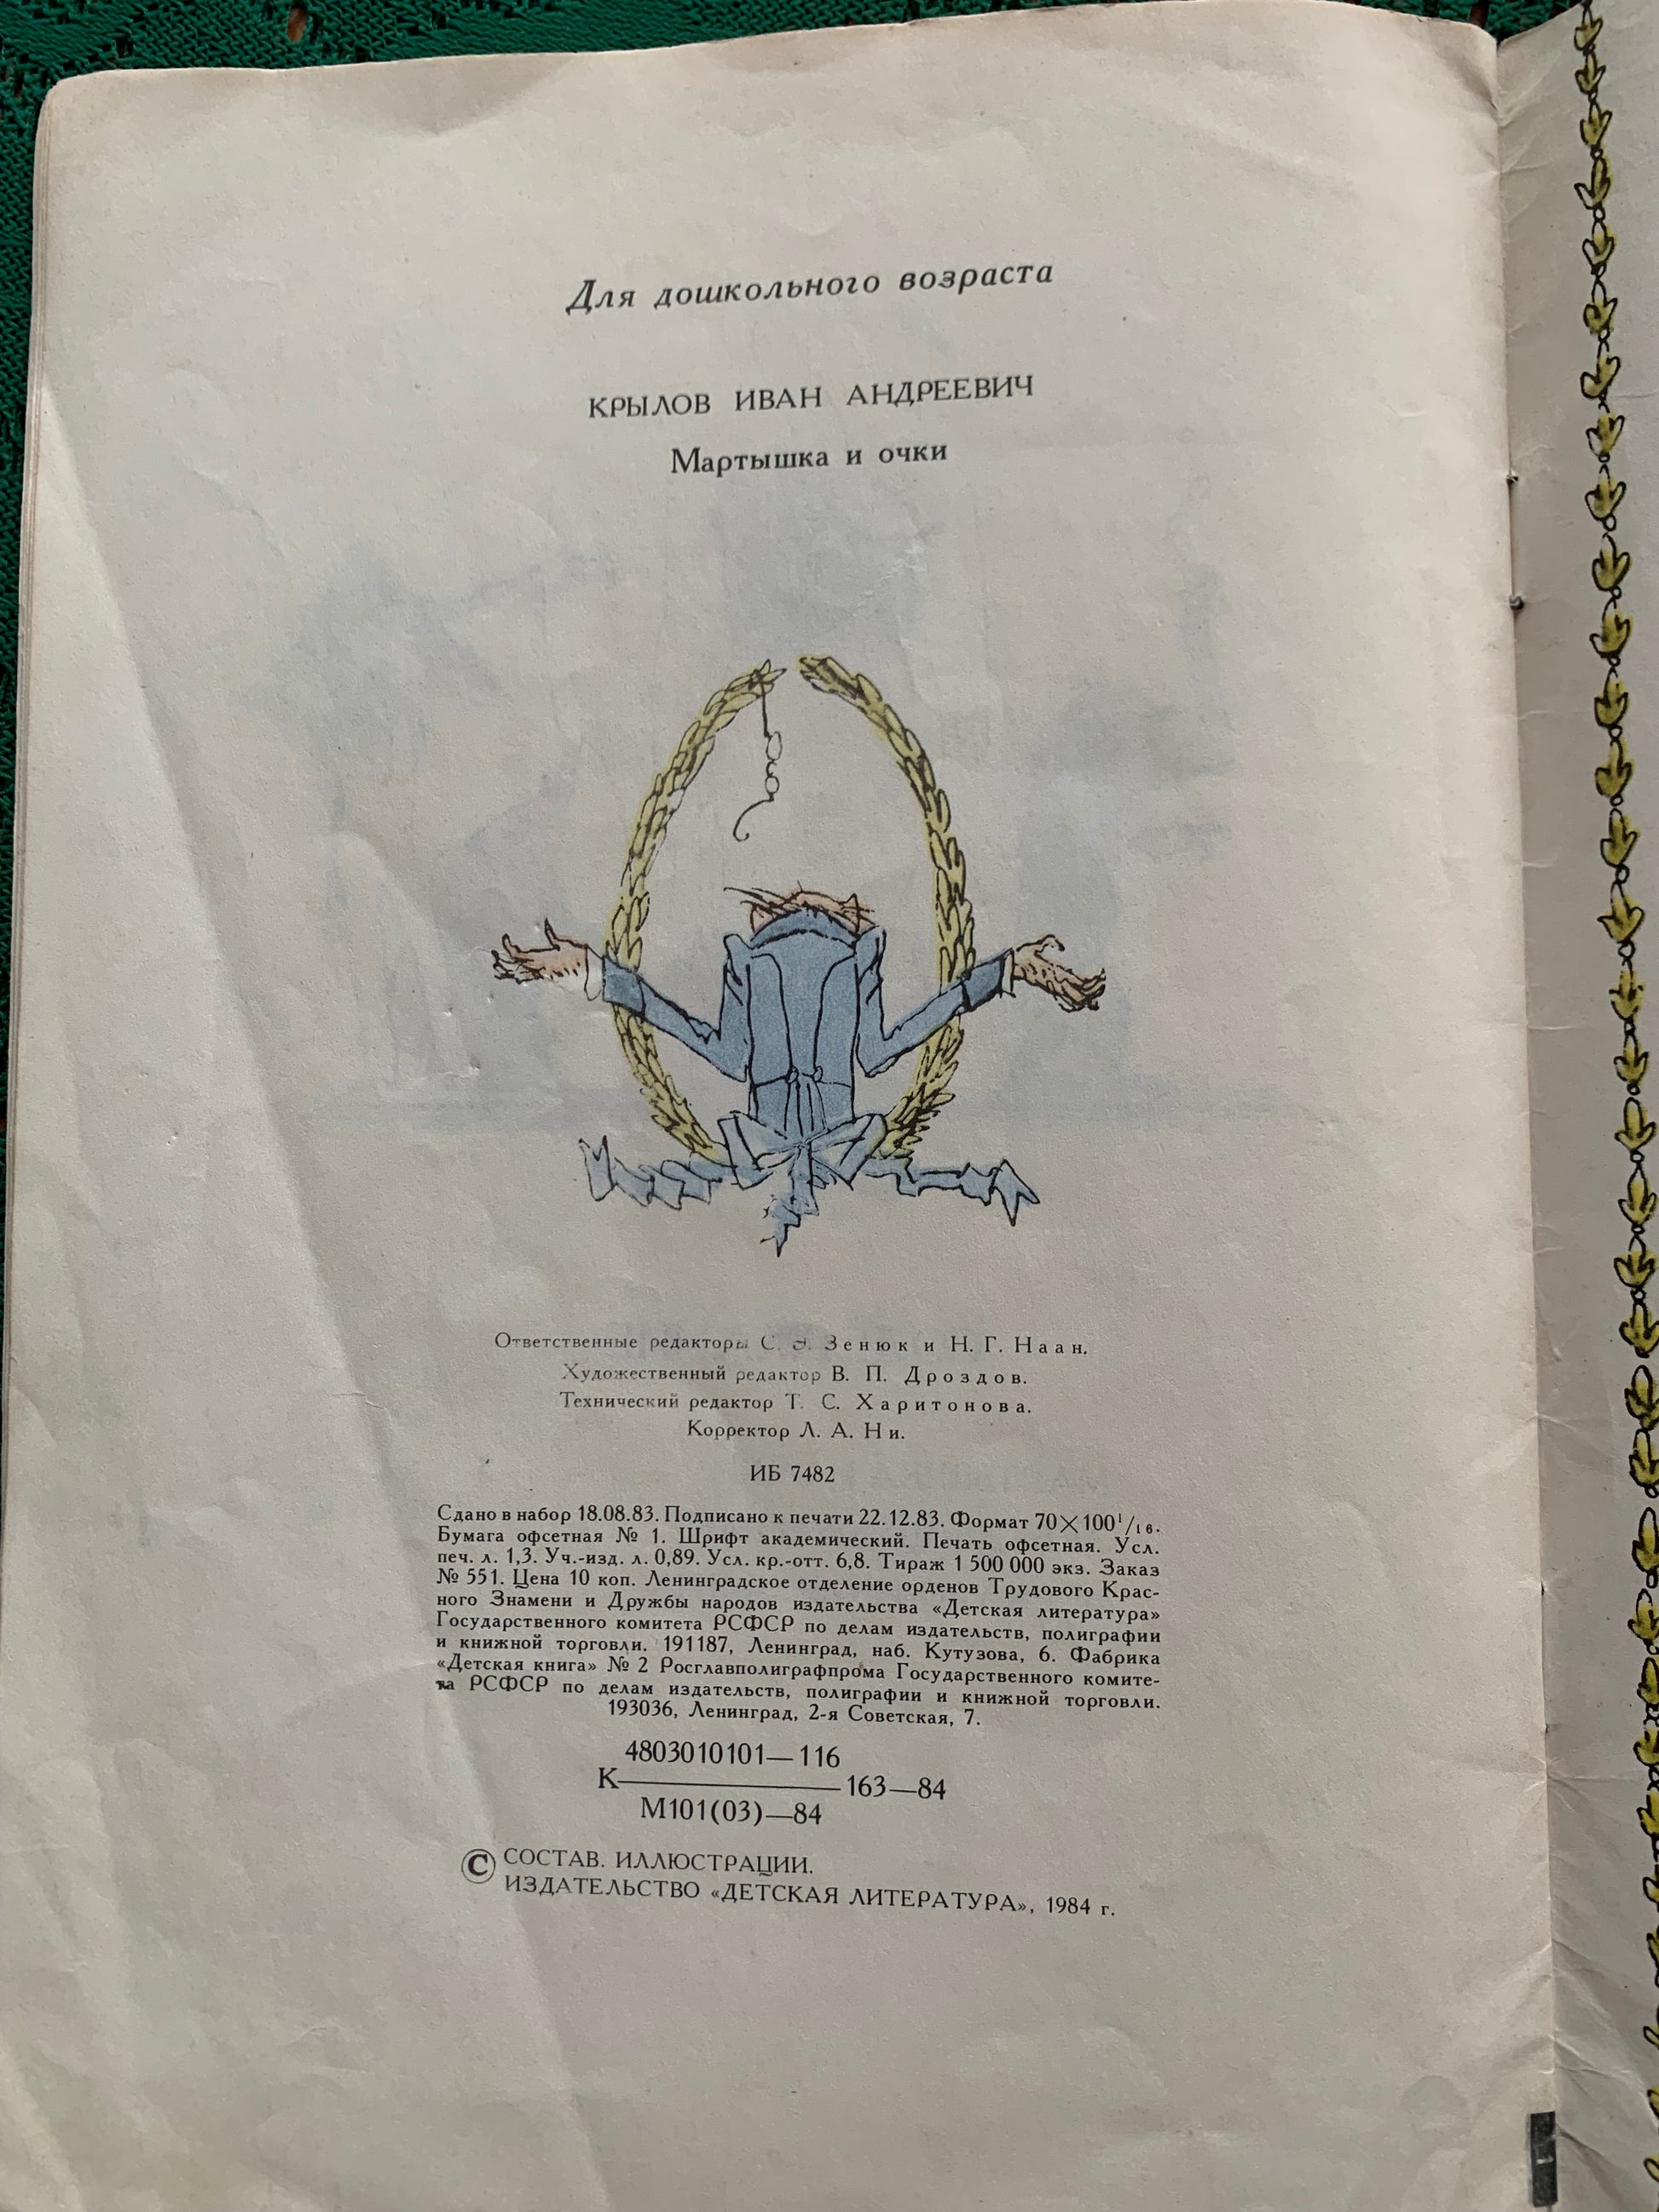 Для дошкольного возраста
КРЫЛОВ ИВАН АНДРЕЕВИЧ
Мартышка и очки
Ответственные редакторы С. Э. Зенюк и Н. Г. Наан.
Художественный редактор В. П. Дроздов.
Технический редактор Т. С. Харитонова.
Корректор Л. А. Ни.
ИБ 7482
Сдано в набор 18.08.83. Подписано к печати 22.12.83. Формат 70×100¹/₁₆.
Бумага офсетная № 1. Шрифт академический. Печать офсетная. Усл.
печ. л. 1,3. Уч.-изд. л. 0,89. Усл. кр.-отт. 6,8. Тираж 1 500 000 экз. Заказ
№ 551. Цена 10 коп. Ленинградское отделение орденов Трудового Крас-
ного Знамени и Дружбы народов издательства «Детская литература»
Государственного комитета РСФСР по делам издательств, полиграфии
и книжной торговли. 191187, Ленинград, наб. Кутузова, 6. Фабрика
«Детская книга» № 2 Росглавполиграфпрома Государственного комите-
та РСФСР по делам издательств, полиграфии и книжной торговли.
193036, Ленинград, 2-я Советская, 7.
4803010101—116
К————163—84
М101(03)—84
© СОСТАВ. ИЛЛЮСТРАЦИИ.
ИЗДАТЕЛЬСТВО «ДЕТСКАЯ ЛИТЕРАТУРА», 1984 г.